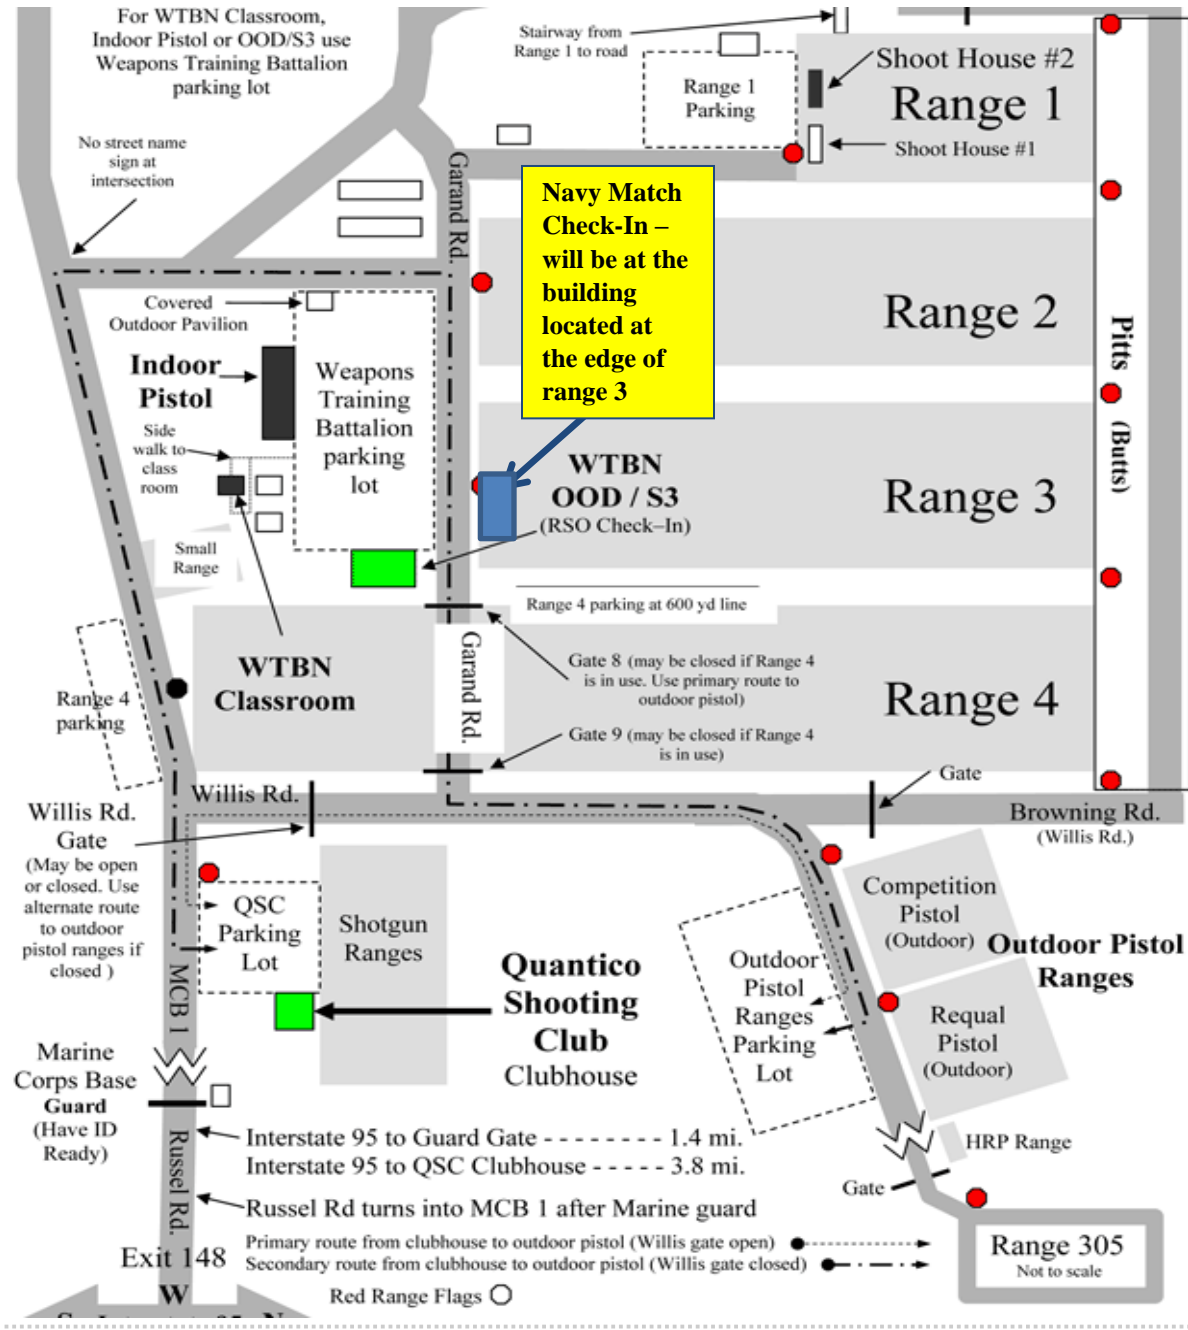 For WTBN Classroom,
Indoor Pistol or OOD/S3 use
Weapons Training Battalion
parking lot
Stairway from
Range 1 to road
Range 1
Parking
Shoot House #2
Range 1
Shoot House #1
No street name
sign at
intersection
Garand Rd.
Navy Match
Check-In –
will be at the
building
located at
the edge of
range 3
Covered
Outdoor Pavilion
Range 2
Pitts (Butts)
Indoor
Pistol
Weapons
Training
Battalion
parking
lot
Side
walk to
class
room
WTBN
OOD / S3
(RSO Check–In)
Range 3
Small
Range
Range 4 parking at 600 yd line
Garand Rd.
WTBN
Classroom
Gate 8 (may be closed if Range 4
is in use. Use primary route to
outdoor pistol)
Range 4
Range 4
parking
Gate 9 (may be closed if Range 4
is in use)
Gate
Willis Rd.
Browning Rd.
(Willis Rd.)
Willis Rd.
Gate
(May be open
or closed. Use
alternate route
to outdoor
pistol ranges if
closed )
QSC
Parking
Lot
Shotgun
Ranges
Competition
Pistol
(Outdoor)
Outdoor Pistol
Ranges
Outdoor
Pistol
Ranges
Parking
Lot
Quantico
Shooting
Club
Clubhouse
Requal
Pistol
(Outdoor)
MCB 1
Marine
Corps Base
Guard
(Have ID
Ready)
Interstate 95 to Guard Gate - - - - - - - - 1.4 mi.
Interstate 95 to QSC Clubhouse - - - - - 3.8 mi.
HRP Range
Gate
Russel Rd.
Russel Rd turns into MCB 1 after Marine guard
Exit 148
Primary route from clubhouse to outdoor pistol (Willis gate open)
Secondary route from clubhouse to outdoor pistol (Willis gate closed)
Range 305
Not to scale
W
Red Range Flags